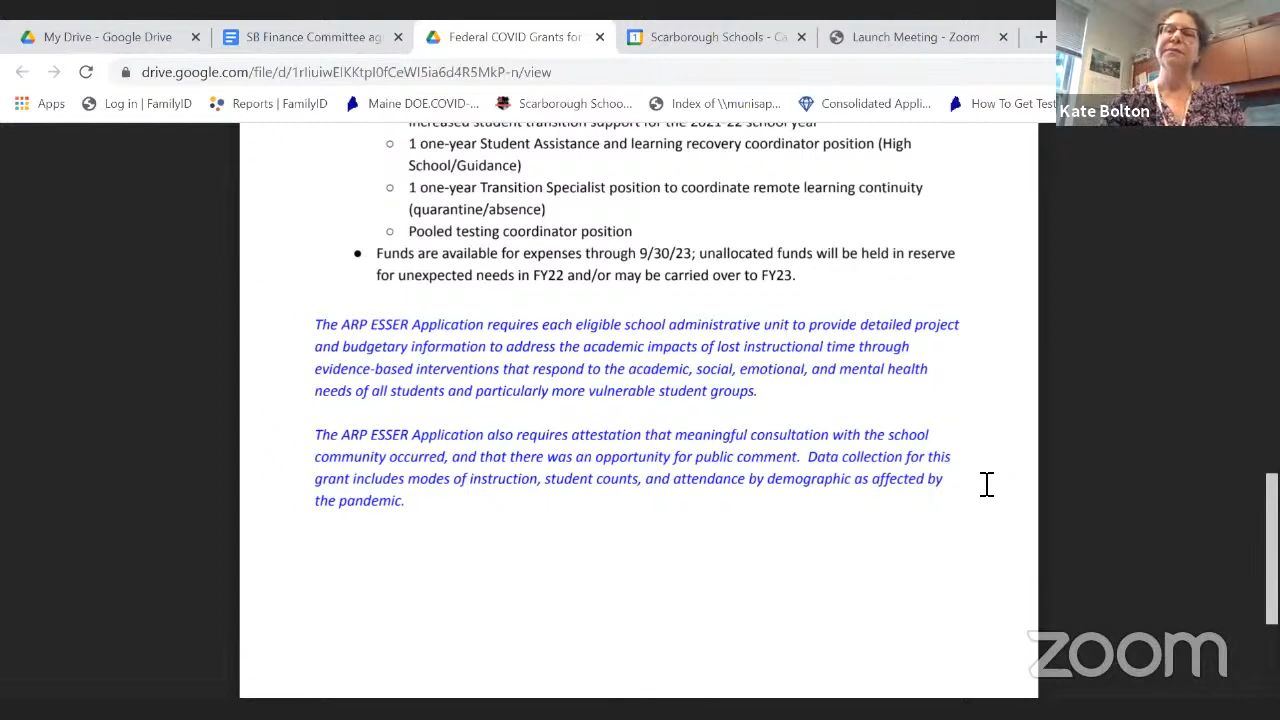 My Drive - Google Drive
SB Finance Committee ag
Federal COVID Grants for
Scarborough Schools - Ca
Launch Meeting - Zoom
Apps
Log in | FamilyID
Reports | FamilyID
Maine DOE:COVID-...
Scarborough Schoo...
Index of \\munisap...
Consolidated Appli...
How To Get Test
Kate Bolton
Increased student transition support for the 2021-22 school year
○ 1 one-year Student Assistance and learning recovery coordinator position (High
School/Guidance)
○ 1 one-year Transition Specialist position to coordinate remote learning continuity
(quarantine/absence)
○ Pooled testing coordinator position
● Funds are available for expenses through 9/30/23; unallocated funds will be held in reserve
for unexpected needs in FY22 and/or may be carried over to FY23.
The ARP ESSER Application requires each eligible school administrative unit to provide detailed project
and budgetary information to address the academic impacts of lost instructional time through
evidence-based interventions that respond to the academic, social, emotional, and mental health
needs of all students and particularly more vulnerable student groups.
The ARP ESSER Application also requires attestation that meaningful consultation with the school
community occurred, and that there was an opportunity for public comment.  Data collection for this
grant includes modes of instruction, student counts, and attendance by demographic as affected by
the pandemic.
zoom